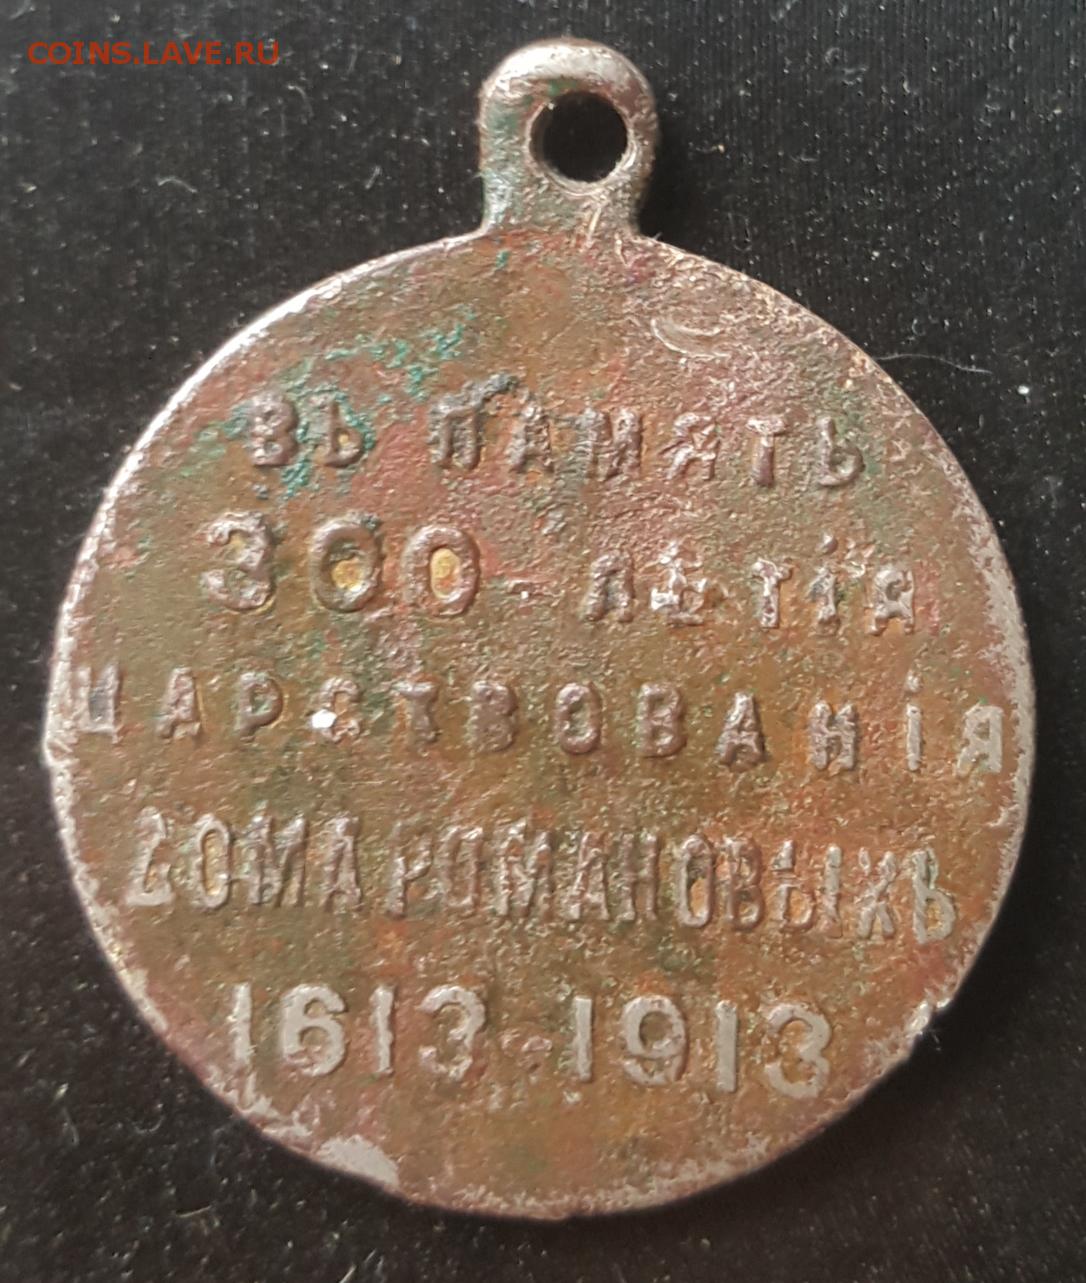 COINS.LAVE.RU
ВЪ ПАМЯТЬ
300-ЛѢТІЯ
ЦАРСТВОВАНІЯ
ДОМА РОМАНОВЫХЪ
1613-1913